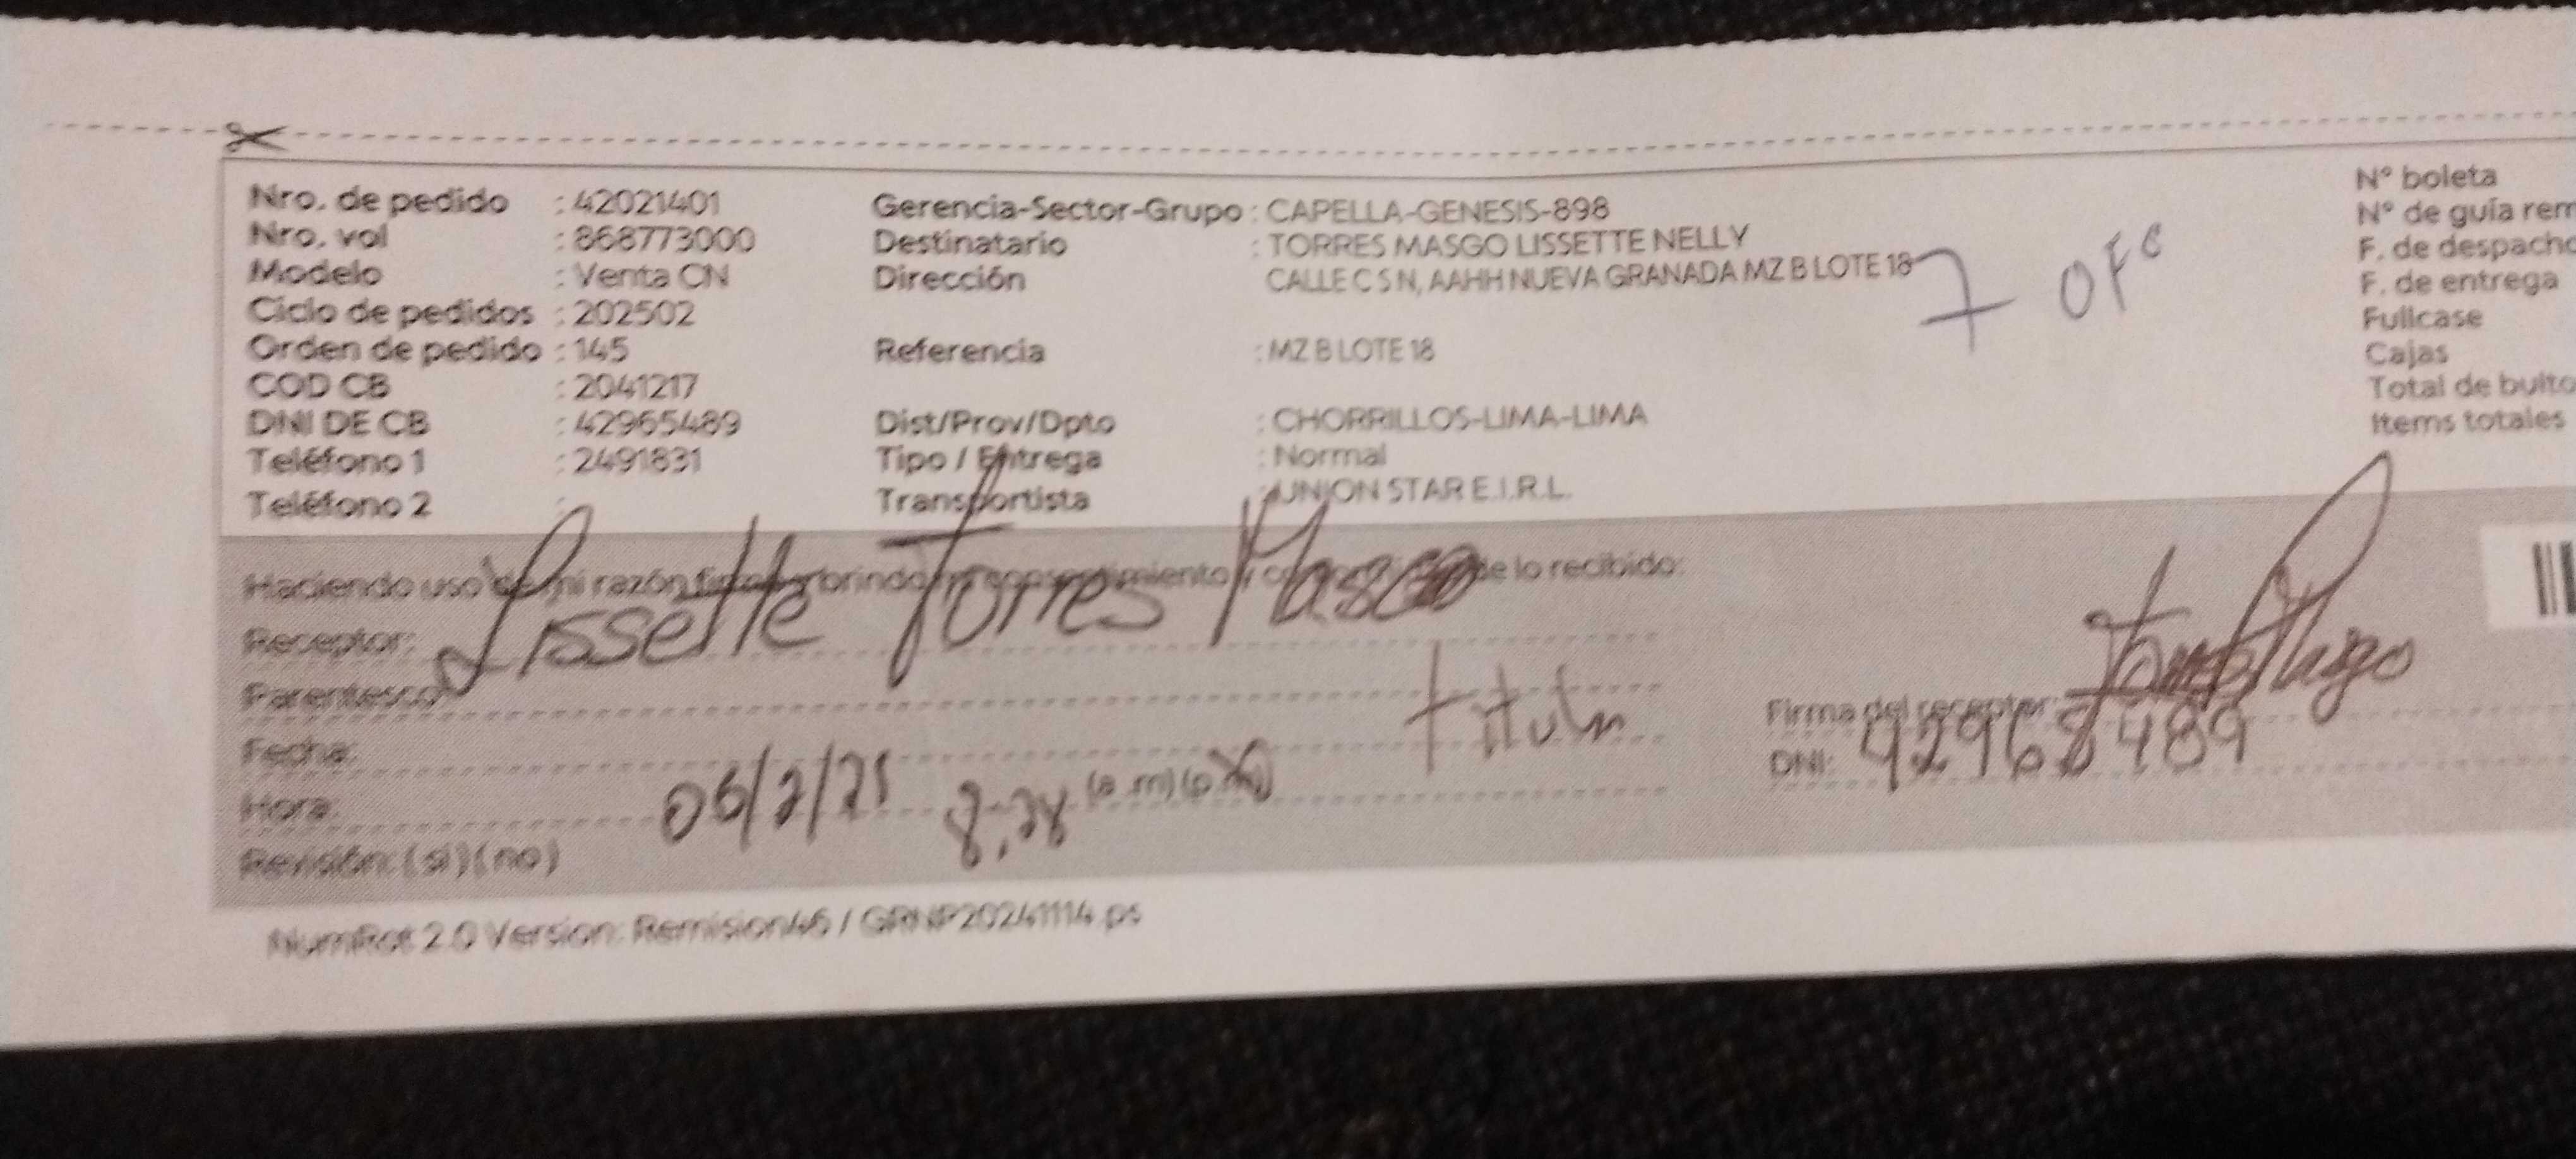 Nro. de pedido : 42021401
Nro. vol : 868773000
Modelo : Venta CN
Ciclo de pedidos : 202502
Orden de pedido : 145
COD CB : 2041217
DNI DE CB : 42965489
Teléfono 1 : 2491831
Teléfono 2 :
Gerencia-Sector-Grupo : CAPELLA-GENESIS-898
Destinatario : TORRES MASGO LISSETTE NELLY
Dirección CALLE C S N, AAHH NUEVA GRANADA MZ B LOTE 18
Referencia : MZ B LOTE 18
Dist/Prov/Dpto : CHORRILLOS-LIMA-LIMA
Tipo / Entrega : Normal
Transportista : UNION STAR E.I.R.L.
7 OFC
N° boleta
N° de guía rem
F. de despacho
F. de entrega
Fullcase
Cajas
Total de bulto
Items totales
Haciendo uso de mi razón brindo consentimiento de lo recibido:
Receptor: Lissette Torres Masgo
Parentesco:
Fecha:
Hora: (a.m) (p.m)
Revisión: (si) (no)
Firma del receptor:
DNI: 42965489
NumRot 2.0 Version: Remision46 / GRNP20241114.ps